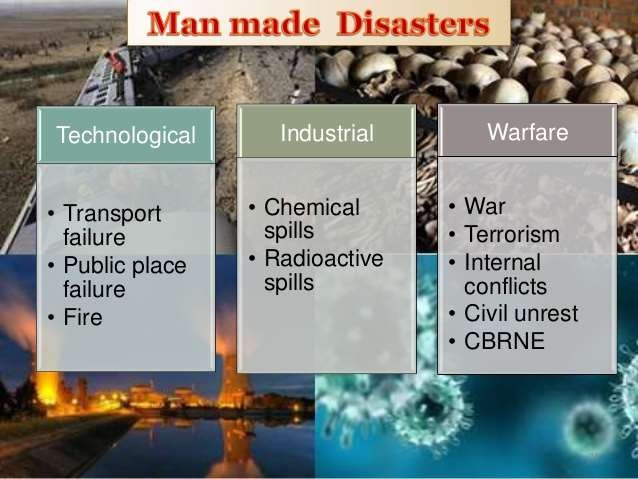 Man made Disasters
Technological
• Transport
failure
• Public place
failure
• Fire
Industrial
• Chemical
spills
• Radioactive
spills
Warfare
• War
• Terrorism
• Internal
conflicts
• Civil unrest
• CBRNE